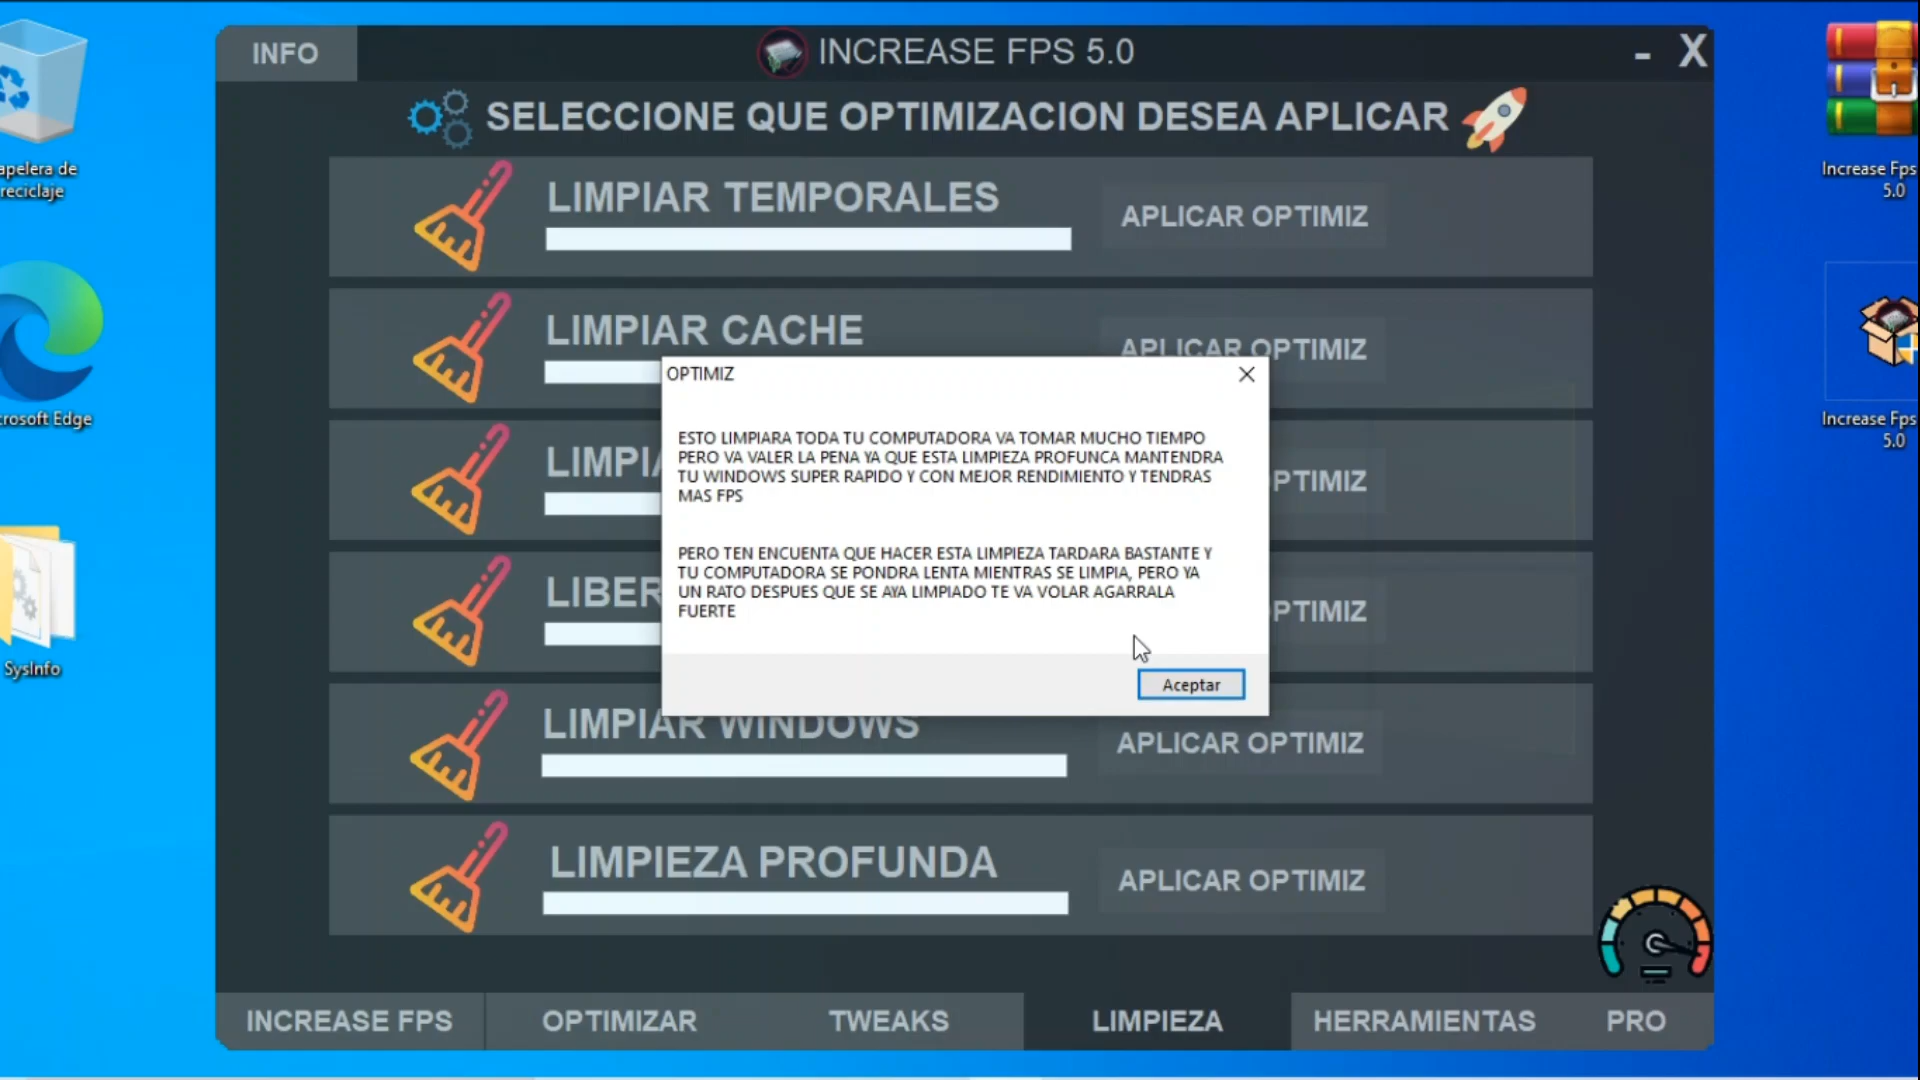 INFO
INCREASE FPS 5.0
- X
SELECCIONE QUE OPTIMIZACION DESEA APLICAR
LIMPIAR TEMPORALES
APLICAR OPTIMIZ
LIMPIAR CACHE
APLICAR OPTIMIZ
LIMPIA
PTIMIZ
LIBER
PTIMIZ
LIMPIAR WINDOWS
APLICAR OPTIMIZ
LIMPIEZA PROFUNDA
APLICAR OPTIMIZ
OPTIMIZ
ESTO LIMPIARA TODA TU COMPUTADORA VA TOMAR MUCHO TIEMPO
PERO VA VALER LA PENA YA QUE ESTA LIMPIEZA PROFUNCA MANTENDRA
TU WINDOWS SUPER RAPIDO Y CON MEJOR RENDIMIENTO Y TENDRAS
MAS FPS
PERO TEN ENCUENTA QUE HACER ESTA LIMPIEZA TARDARA BASTANTE Y
TU COMPUTADORA SE PONDRA LENTA MIENTRAS SE LIMPIA, PERO YA
UN RATO DESPUES QUE SE AYA LIMPIADO TE VA VOLAR AGARRALA
FUERTE
Aceptar
INCREASE FPS
OPTIMIZAR
TWEAKS
LIMPIEZA
HERRAMIENTAS
PRO
apelera de
reciclaje
crosoft Edge
SysInfo
Increase Fps
5.0
Increase Fps
5.0